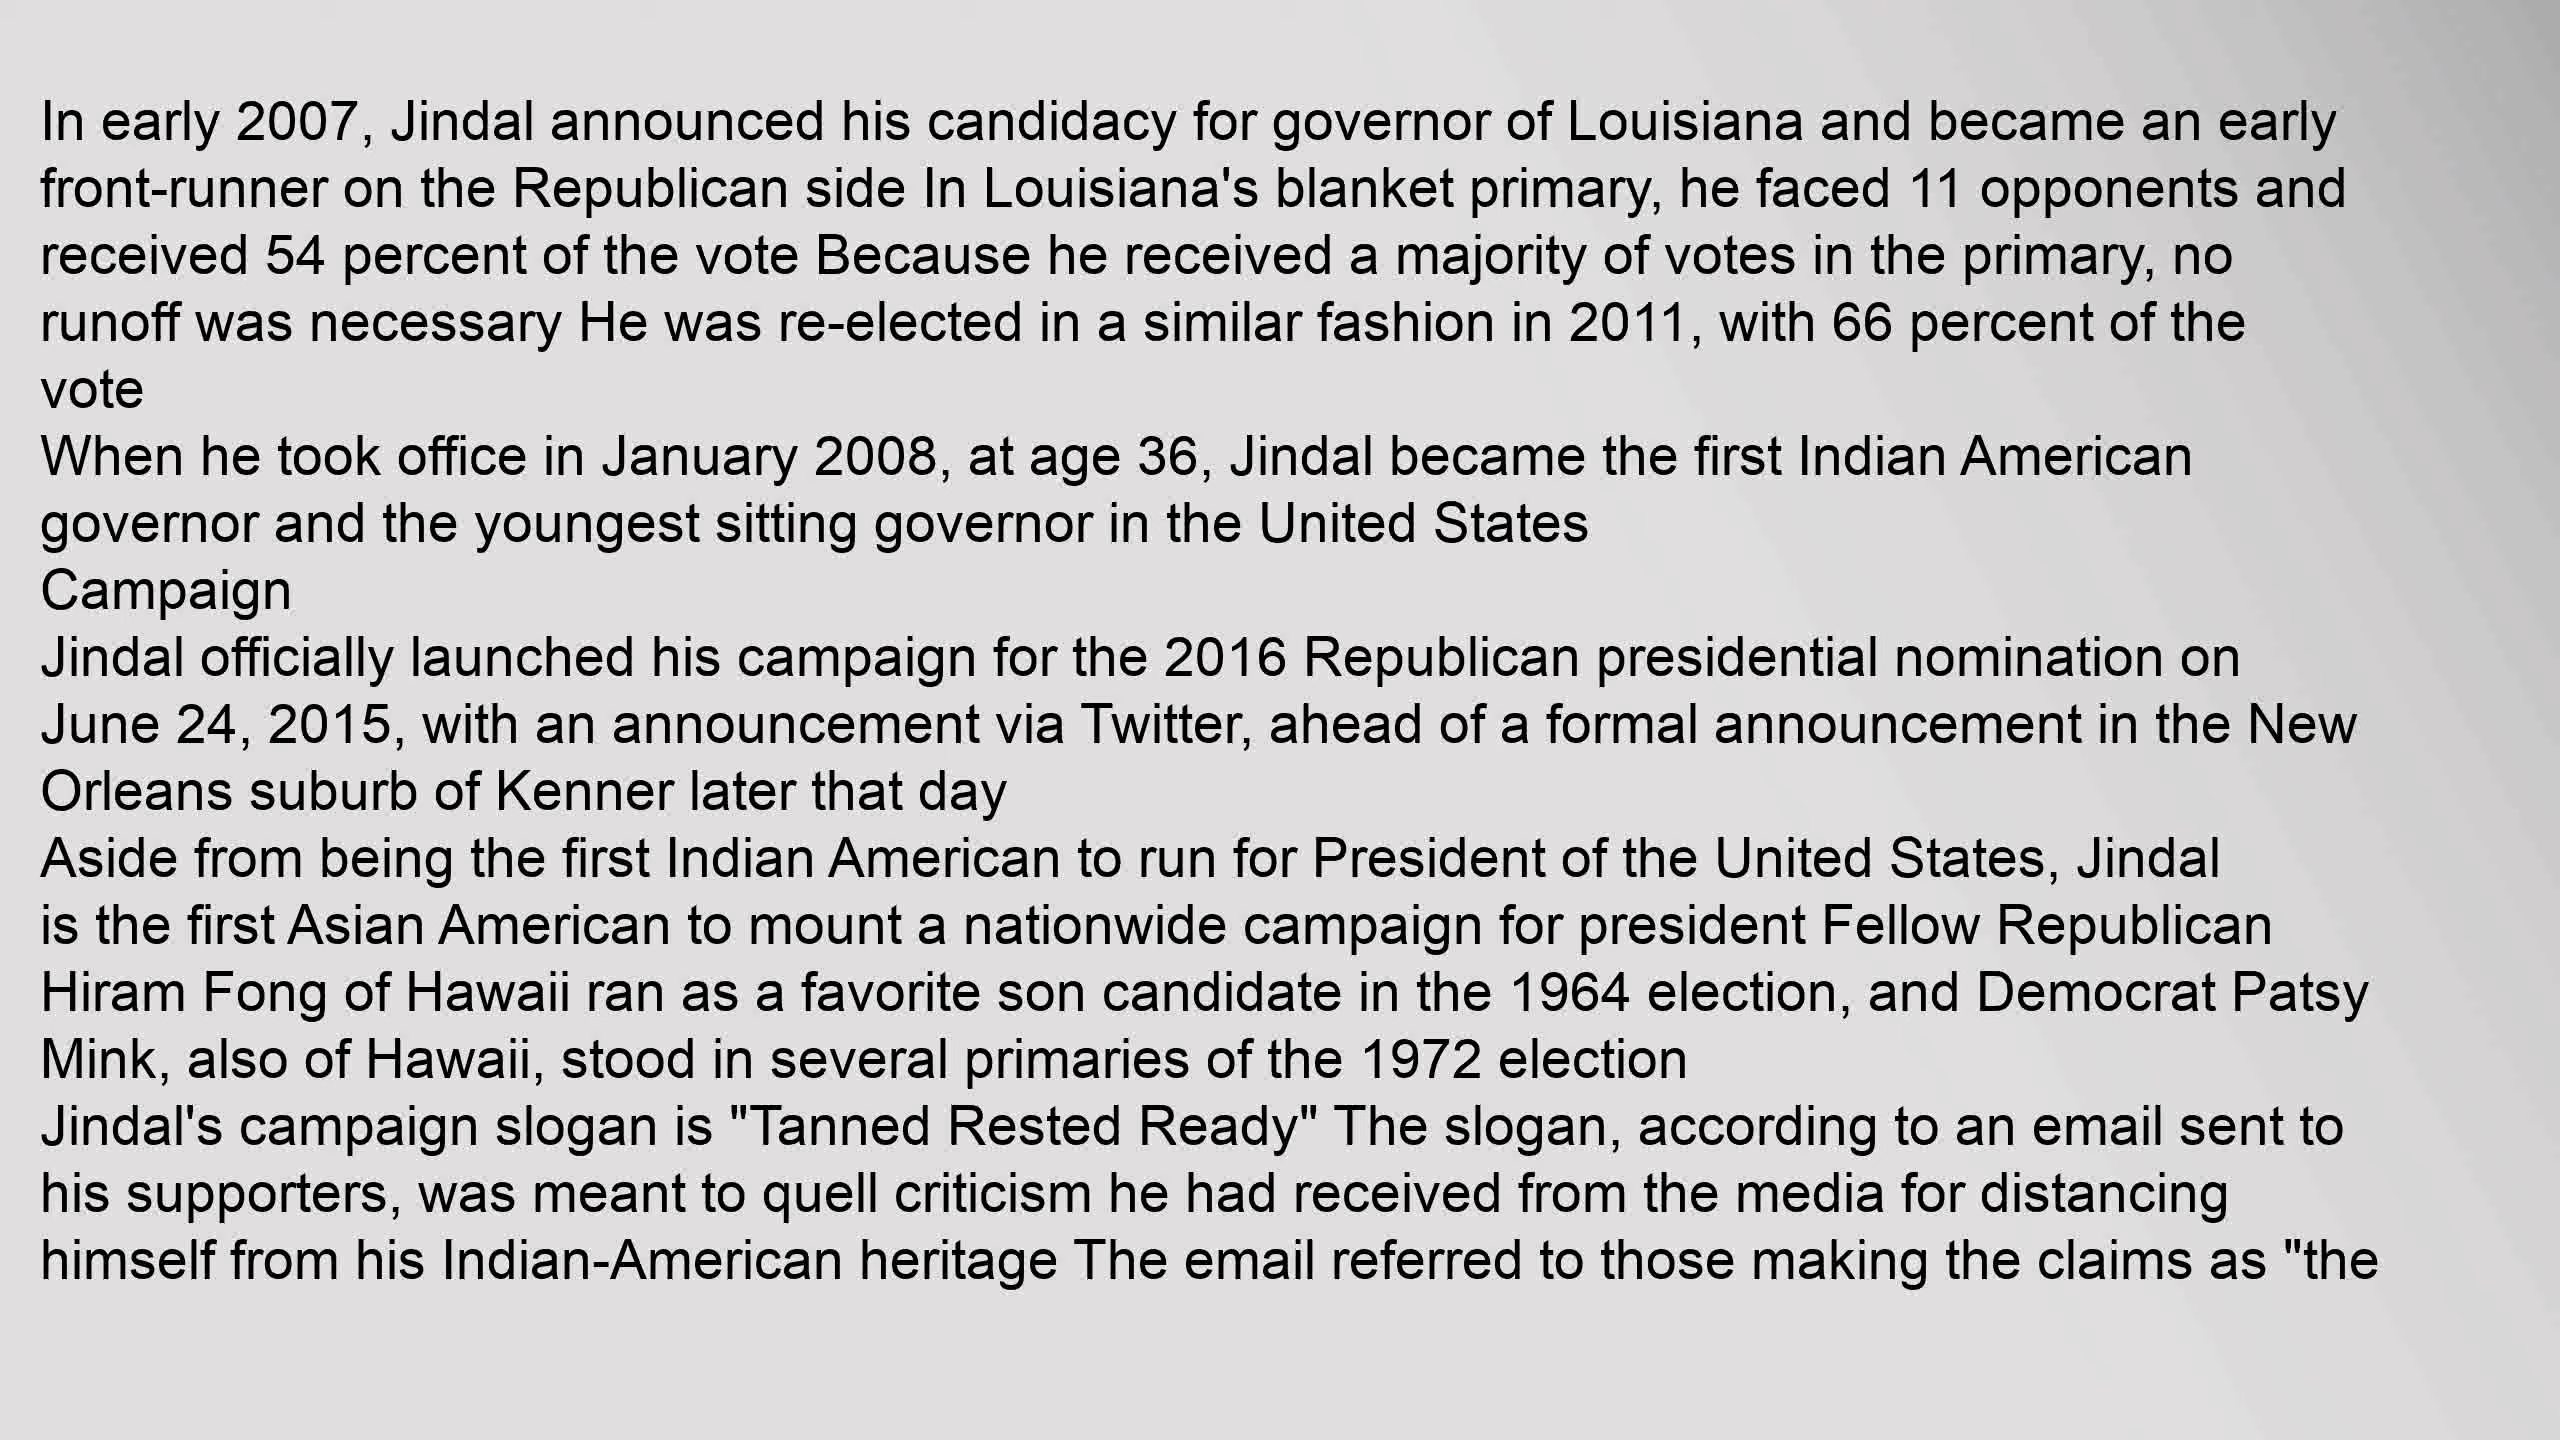 In early 2007, Jindal announced his candidacy for governor of Louisiana and became an early
front-runner on the Republican side In Louisiana's blanket primary, he faced 11 opponents and
received 54 percent of the vote Because he received a majority of votes in the primary, no
runoff was necessary He was re-elected in a similar fashion in 2011, with 66 percent of the
vote
When he took office in January 2008, at age 36, Jindal became the first Indian American
governor and the youngest sitting governor in the United States
Campaign
Jindal officially launched his campaign for the 2016 Republican presidential nomination on
June 24, 2015, with an announcement via Twitter, ahead of a formal announcement in the New
Orleans suburb of Kenner later that day
Aside from being the first Indian American to run for President of the United States, Jindal
is the first Asian American to mount a nationwide campaign for president Fellow Republican
Hiram Fong of Hawaii ran as a favorite son candidate in the 1964 election, and Democrat Patsy
Mink, also of Hawaii, stood in several primaries of the 1972 election
Jindal's campaign slogan is "Tanned Rested Ready" The slogan, according to an email sent to
his supporters, was meant to quell criticism he had received from the media for distancing
himself from his Indian-American heritage The email referred to those making the claims as "the